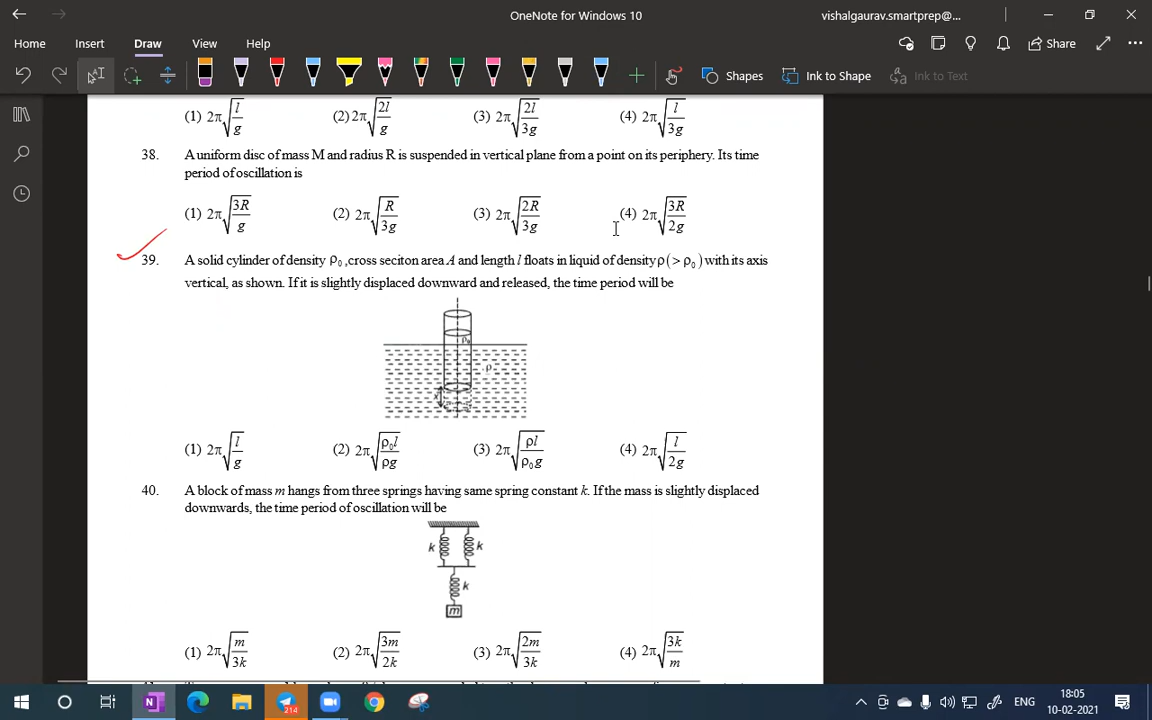 OneNote for Windows 10
vishalgaurav.smartprep@...
Home Insert Draw View Help
Share
Shapes Ink to Shape Ink to Text
(1) 2π√(l/g) (2) 2π√(2l/g) (3) 2π√(2l/3g) (4) 2π√(l/3g)
38. A uniform disc of mass M and radius R is suspended in vertical plane from a point on its periphery. Its time
period of oscillation is
(1) 2π√(3R/g) (2) 2π√(R/3g) (3) 2π√(2R/3g) (4) 2π√(3R/2g)
39. A solid cylinder of density ρ₀ ,cross seciton area A and length l floats in liquid of density ρ (> ρ₀ ) with its axis
vertical, as shown. If it is slightly displaced downward and released, the time period will be
ρ₀
ρ
x
(1) 2π√(l/g) (2) 2π√(ρ₀l/ρg) (3) 2π√(ρl/ρ₀g) (4) 2π√(l/2g)
40. A block of mass m hangs from three springs having same spring constant k. If the mass is slightly displaced
downwards, the time period of oscillation will be
k k
k
m
(1) 2π√(m/3k) (2) 2π√(3m/2k) (3) 2π√(2m/3k) (4) 2π√(3k/m)
214
ENG
18:05
10-02-2021